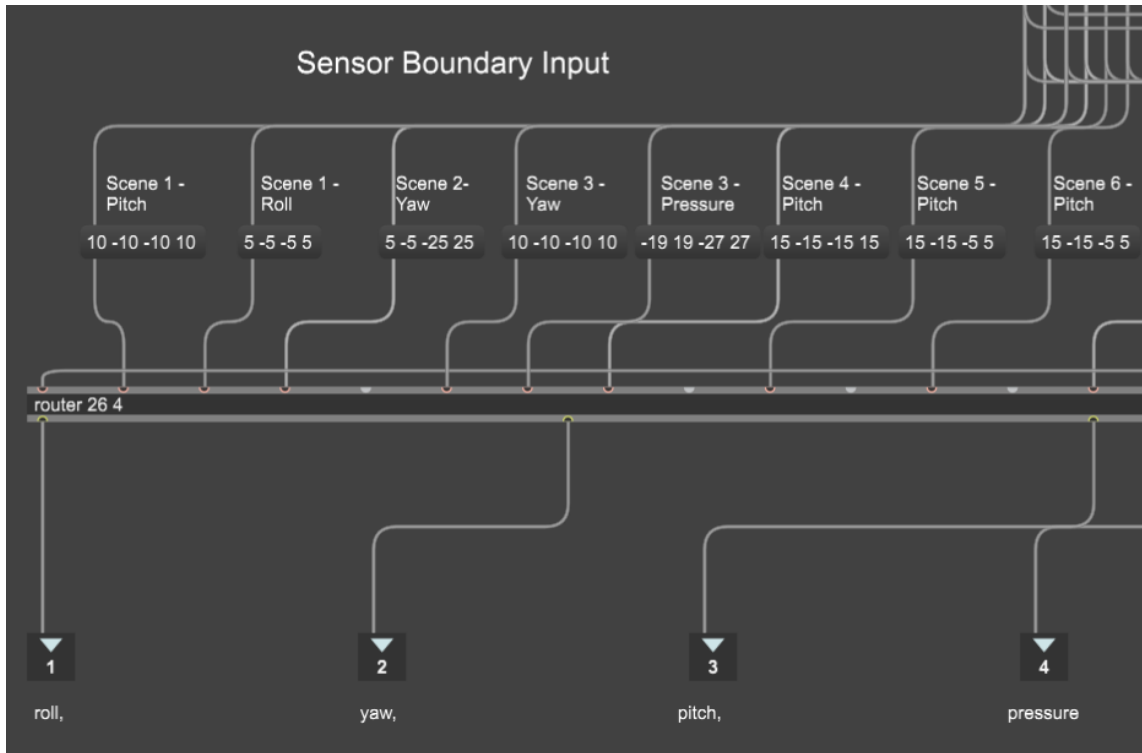 Sensor Boundary Input
Scene 1 -
Pitch
Scene 1 -
Roll
Scene 2-
Yaw
Scene 3 -
Yaw
Scene 3 -
Pressure
Scene 4 -
Pitch
Scene 5 -
Pitch
Scene 6 -
Pitch
10 -10 -10 10
5 -5 -5 5
5 -5 -25 25
10 -10 -10 10
-19 19 -27 27
15 -15 -15 15
15 -15 -5 5
15 -15 -5 5
router 26 4
1
2
3
4
roll,
yaw,
pitch,
pressure